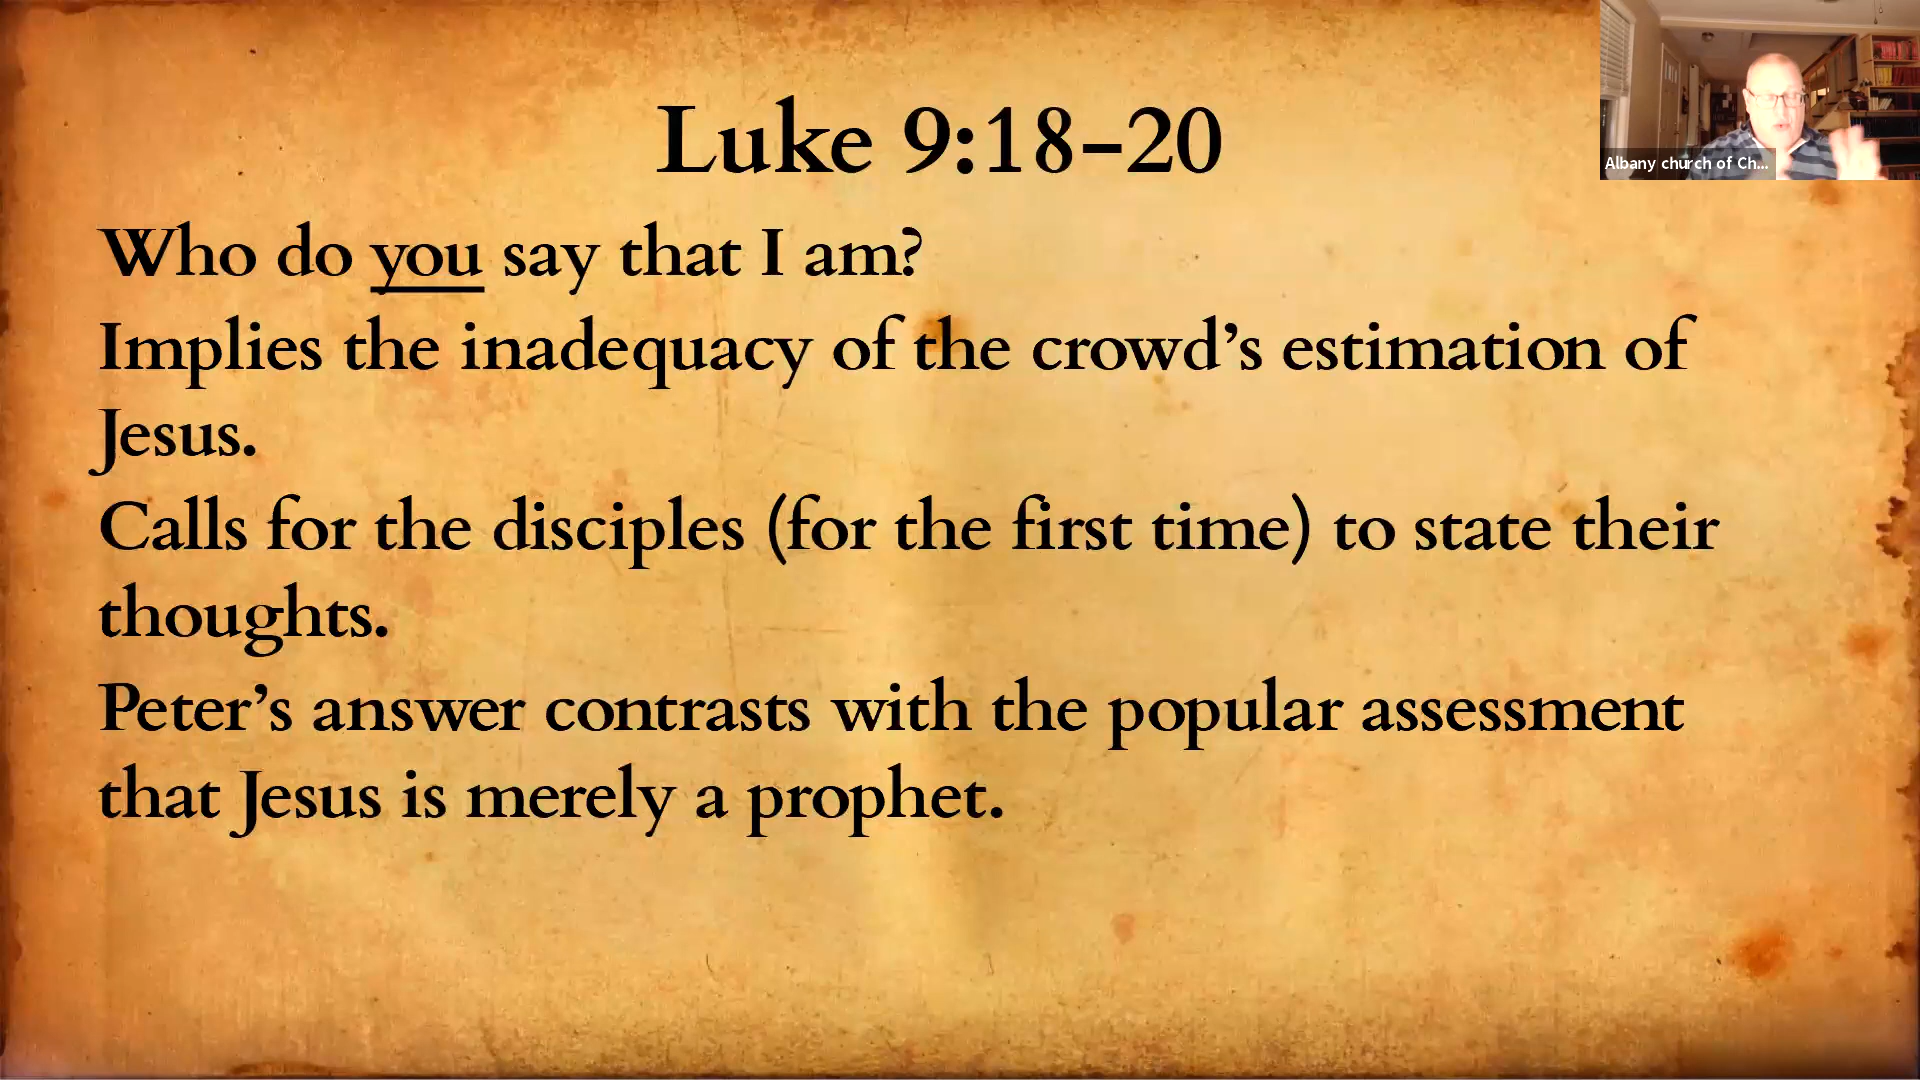 Luke 9:18–20
Albany church of Ch...
Who do you say that I am?
Implies the inadequacy of the crowd’s estimation of
Jesus.
Calls for the disciples (for the first time) to state their
thoughts.
Peter’s answer contrasts with the popular assessment
that Jesus is merely a prophet.